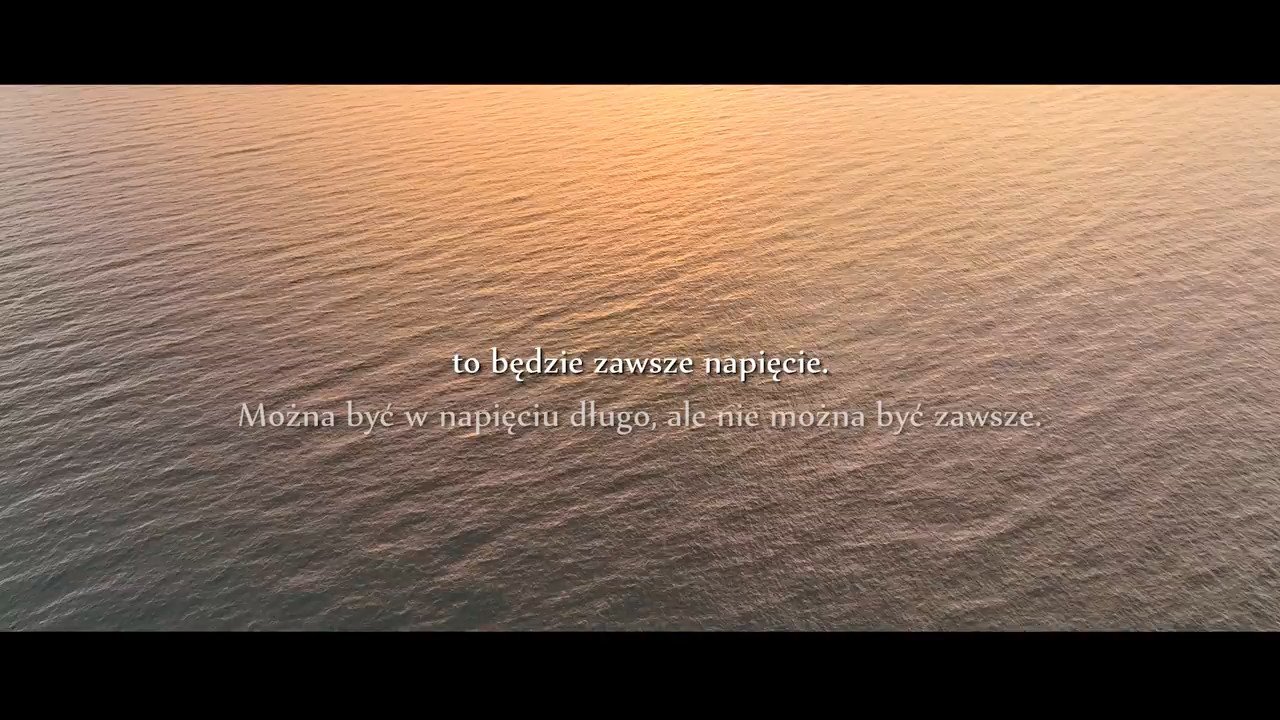 to będzie zawsze napięcie.
Można być w napięciu długo, ale nie można być zawsze.